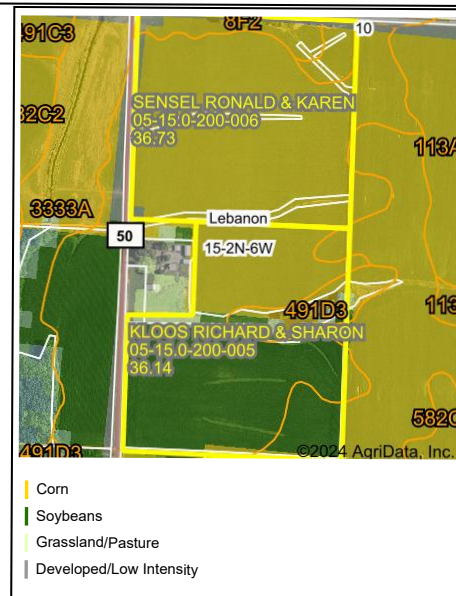 491C3
8F2
10
SENSEL RONALD & KAREN
05-15.0-200-006
36.73
113A
3333A
Lebanon
50
15-2N-6W
491D3
113
KLOOS RICHARD & SHARON
05-15.0-200-005
36.14
582C
491D3
©2024 AgriData, Inc.
Corn
Soybeans
Grassland/Pasture
Developed/Low Intensity